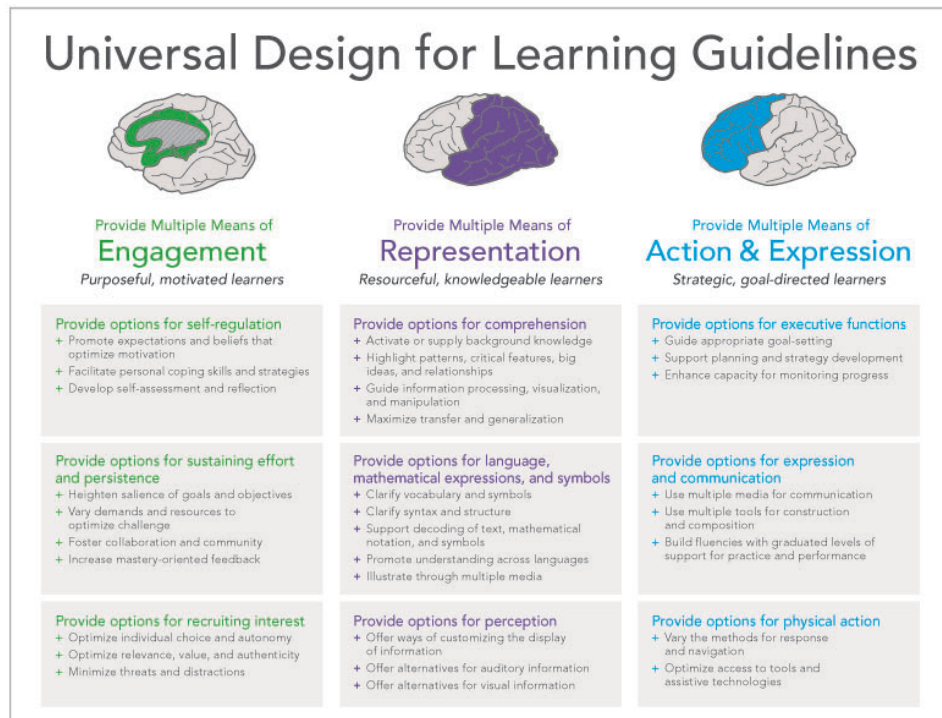 Universal Design for Learning Guidelines
Provide Multiple Means of
Engagement
Purposeful, motivated learners
Provide options for self-regulation
+ Promote expectations and beliefs that
optimize motivation
+ Facilitate personal coping skills and strategies
+ Develop self-assessment and reflection
Provide options for sustaining effort
and persistence
+ Heighten salience of goals and objectives
+ Vary demands and resources to
optimize challenge
+ Foster collaboration and community
+ Increase mastery-oriented feedback
Provide options for recruiting interest
+ Optimize individual choice and autonomy
+ Optimize relevance, value, and authenticity
+ Minimize threats and distractions
Provide Multiple Means of
Representation
Resourceful, knowledgeable learners
Provide options for comprehension
+ Activate or supply background knowledge
+ Highlight patterns, critical features, big
ideas, and relationships
+ Guide information processing, visualization,
and manipulation
+ Maximize transfer and generalization
Provide options for language,
mathematical expressions, and symbols
+ Clarify vocabulary and symbols
+ Clarify syntax and structure
+ Support decoding of text, mathematical
notation, and symbols
+ Promote understanding across languages
+ Illustrate through multiple media
Provide options for perception
+ Offer ways of customizing the display
of information
+ Offer alternatives for auditory information
+ Offer alternatives for visual information
Provide Multiple Means of
Action & Expression
Strategic, goal-directed learners
Provide options for executive functions
+ Guide appropriate goal-setting
+ Support planning and strategy development
+ Enhance capacity for monitoring progress
Provide options for expression
and communication
+ Use multiple media for communication
+ Use multiple tools for construction
and composition
+ Build fluencies with graduated levels of
support for practice and performance
Provide options for physical action
+ Vary the methods for response
and navigation
+ Optimize access to tools and
assistive technologies